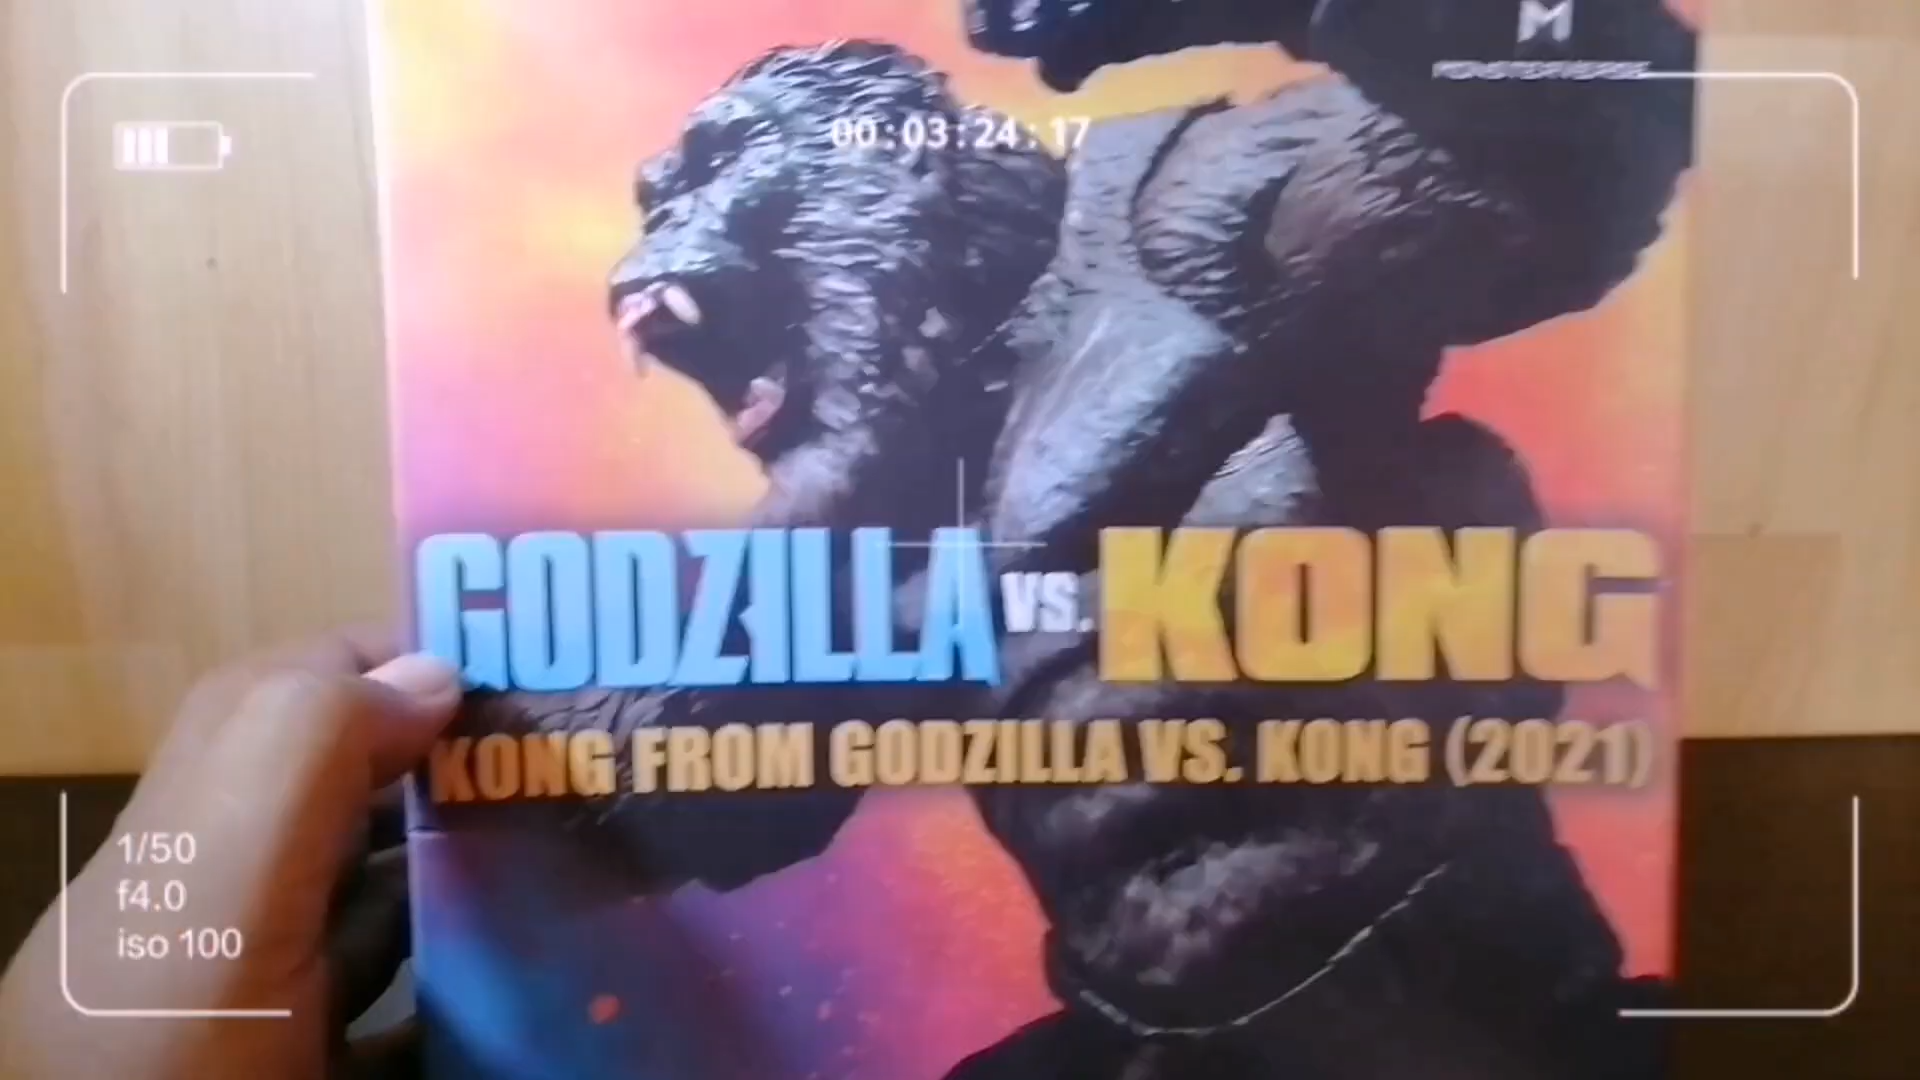 M
MONSTERVERSE
00:03:24:17
GODZILLA VS. KONG
KONG FROM GODZILLA VS. KONG (2021)
1/50
f4.0
iso 100